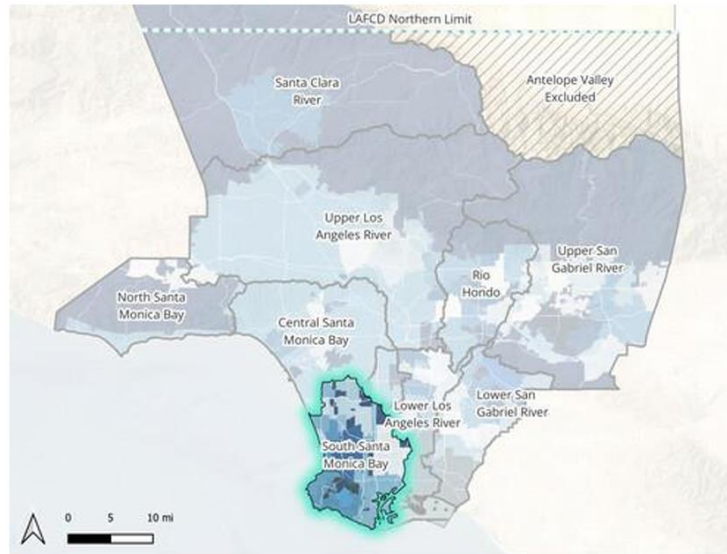 LAFCD Northern Limit
Antelope Valley
Excluded
Santa Clara
River
Upper Los
Angeles River
Upper San
Gabriel River
Rio
Hondo
North Santa
Monica Bay
Central Santa
Monica Bay
Lower Los
Angeles River
Lower San
Gabriel River
South Santa
Monica Bay
0 5 10 mi